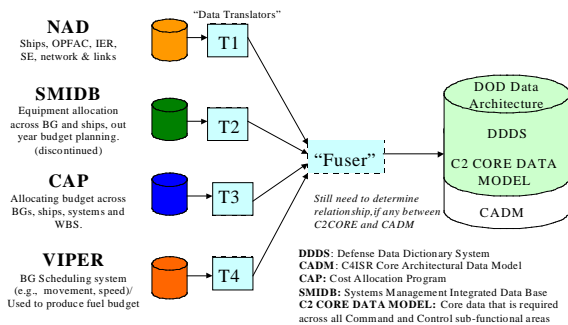 "Data Translators"
NAD
Ships, OPFAC, IER,
SE, network & links
T1
SMIDB
Equipment allocation
across BG and ships, out
year budget planning.
(discontinued)
T2
CAP
Allocating budget across
BGs, ships, systems and
WBS.
T3
VIPER
BG Scheduling system
(e.g., movement, speed)/
Used to produce fuel budget
T4
"Fuser"
Still need to determine
relationship,if any between
C2CORE and CADM
DOD Data
Architecture
DDDS
C2 CORE DATA
MODEL
CADM
DDDS: Defense Data Dictionary System
CADM: C4ISR Core Architectural Data Model
CAP: Cost Allocation Program
SMIDB: Systems Management Integrated Data Base
C2 CORE DATA MODEL: Core data that is required
across all Command and Control sub-functional areas